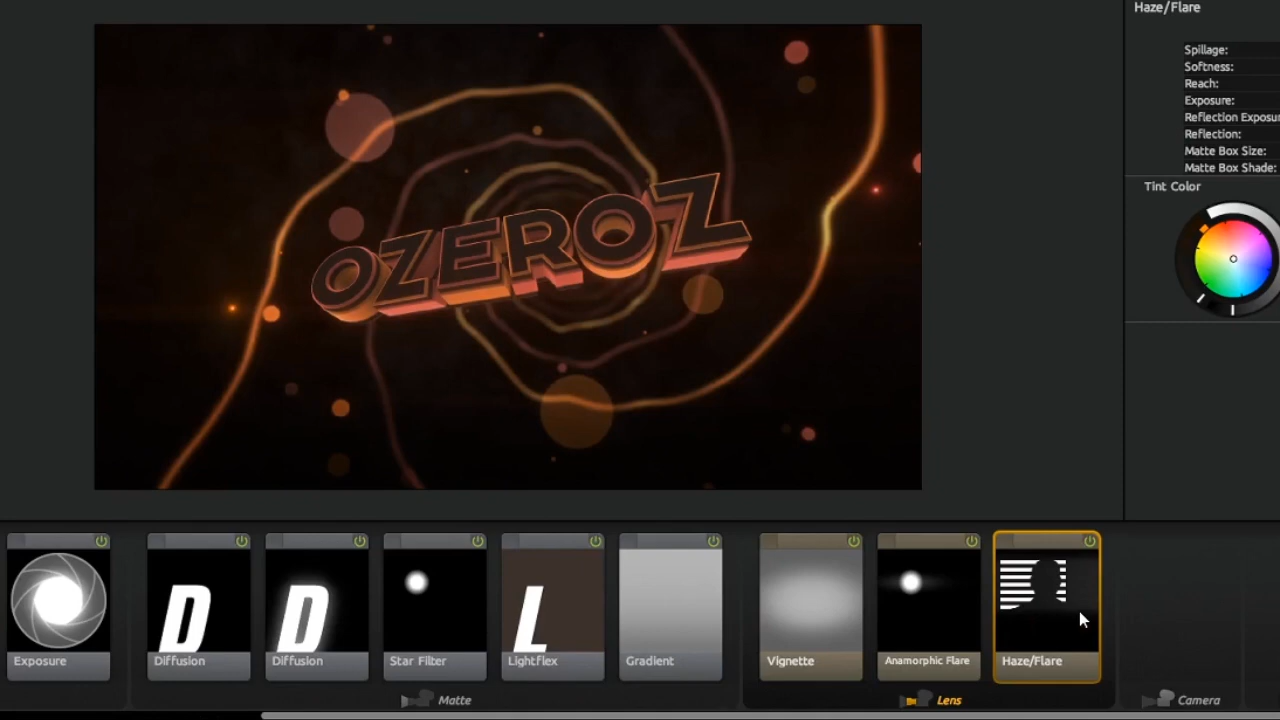 Haze/Flare
OZEROZ
Spillage:
Softness:
Reach:
Exposure:
Reflection Exposu
Reflection:
Matte Box Size:
Matte Box Shade:
Tint Color
D
D
L
Exposure
Diffusion
Diffusion
Star Filter
Lightflex
Gradient
Vignette
Anamorphic Flare
Haze/Flare
Matte
Lens
Camera